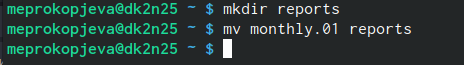 meprokopjeva@dk2n25 ~ $ mkdir reports
meprokopjeva@dk2n25 ~ $ mv monthly.01 reports
meprokopjeva@dk2n25 ~ $